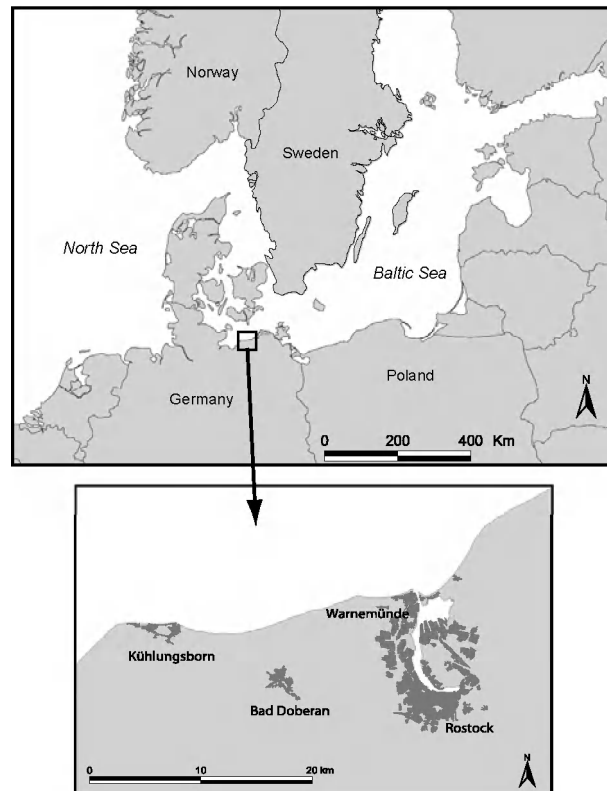 Norway
Sweden
North Sea
Baltic Sea
Poland
Germany
N
0 200 400 Km
Warnemünde
Kühlungsborn
Bad Doberan
Rostock
0 10 20 km
N